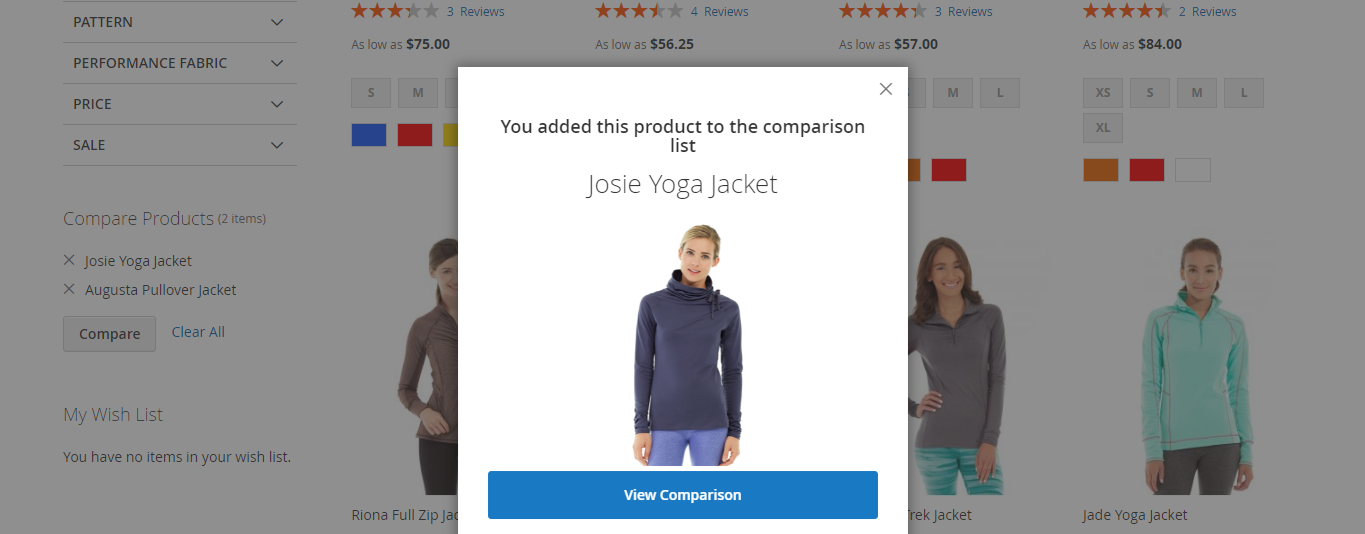 PATTERN
PERFORMANCE FABRIC
PRICE
SALE
Compare Products (2 items)
Josie Yoga Jacket
Augusta Pullover Jacket
Compare Clear All
My Wish List
You have no items in your wish list.
3 Reviews
As low as $75.00
S M
4 Reviews
As low as $56.25
3 Reviews
As low as $57.00
M L
2 Reviews
As low as $84.00
XS S M L
XL
You added this product to the comparison
list
Josie Yoga Jacket
View Comparison
Riona Full Zip
Trek Jacket
Jade Yoga Jacket